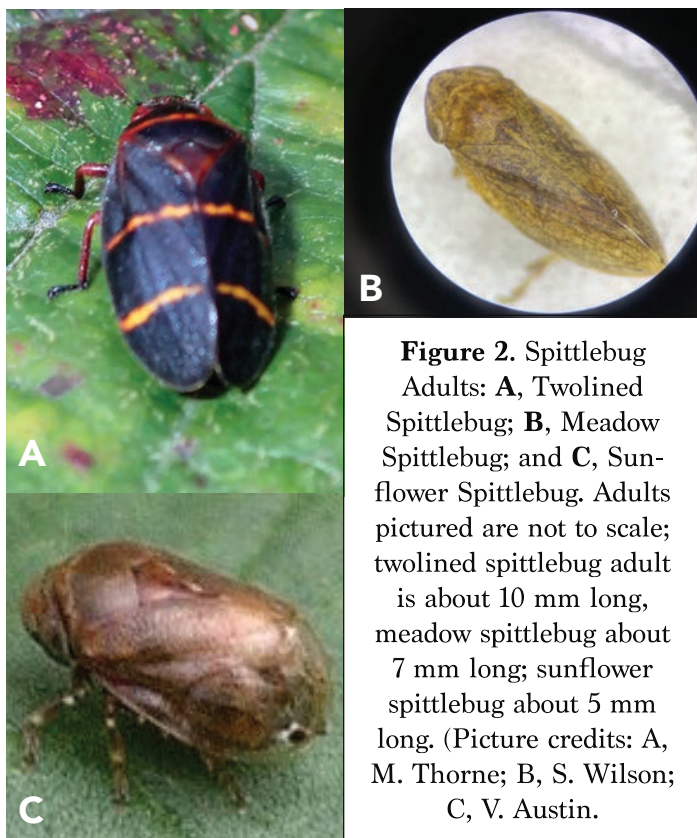 A
B
Figure 2. Spittlebug
Adults: A, Twolined
Spittlebug; B, Meadow
Spittlebug; and C, Sun-
flower Spittlebug. Adults
pictured are not to scale;
twolined spittlebug adult
is about 10 mm long,
meadow spittlebug about
7 mm long; sunflower
spittlebug about 5 mm
long. (Picture credits: A,
M. Thorne; B, S. Wilson;
C, V. Austin.
C